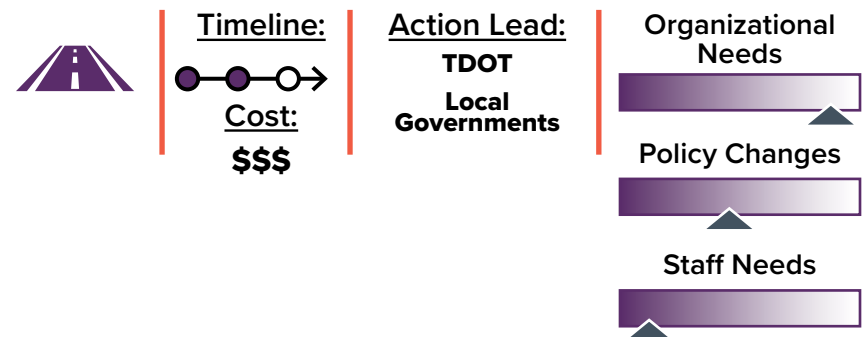 Timeline:
Cost:
$$$
Action Lead:
TDOT
Local
Governments
Organizational
Needs
Policy Changes
Staff Needs